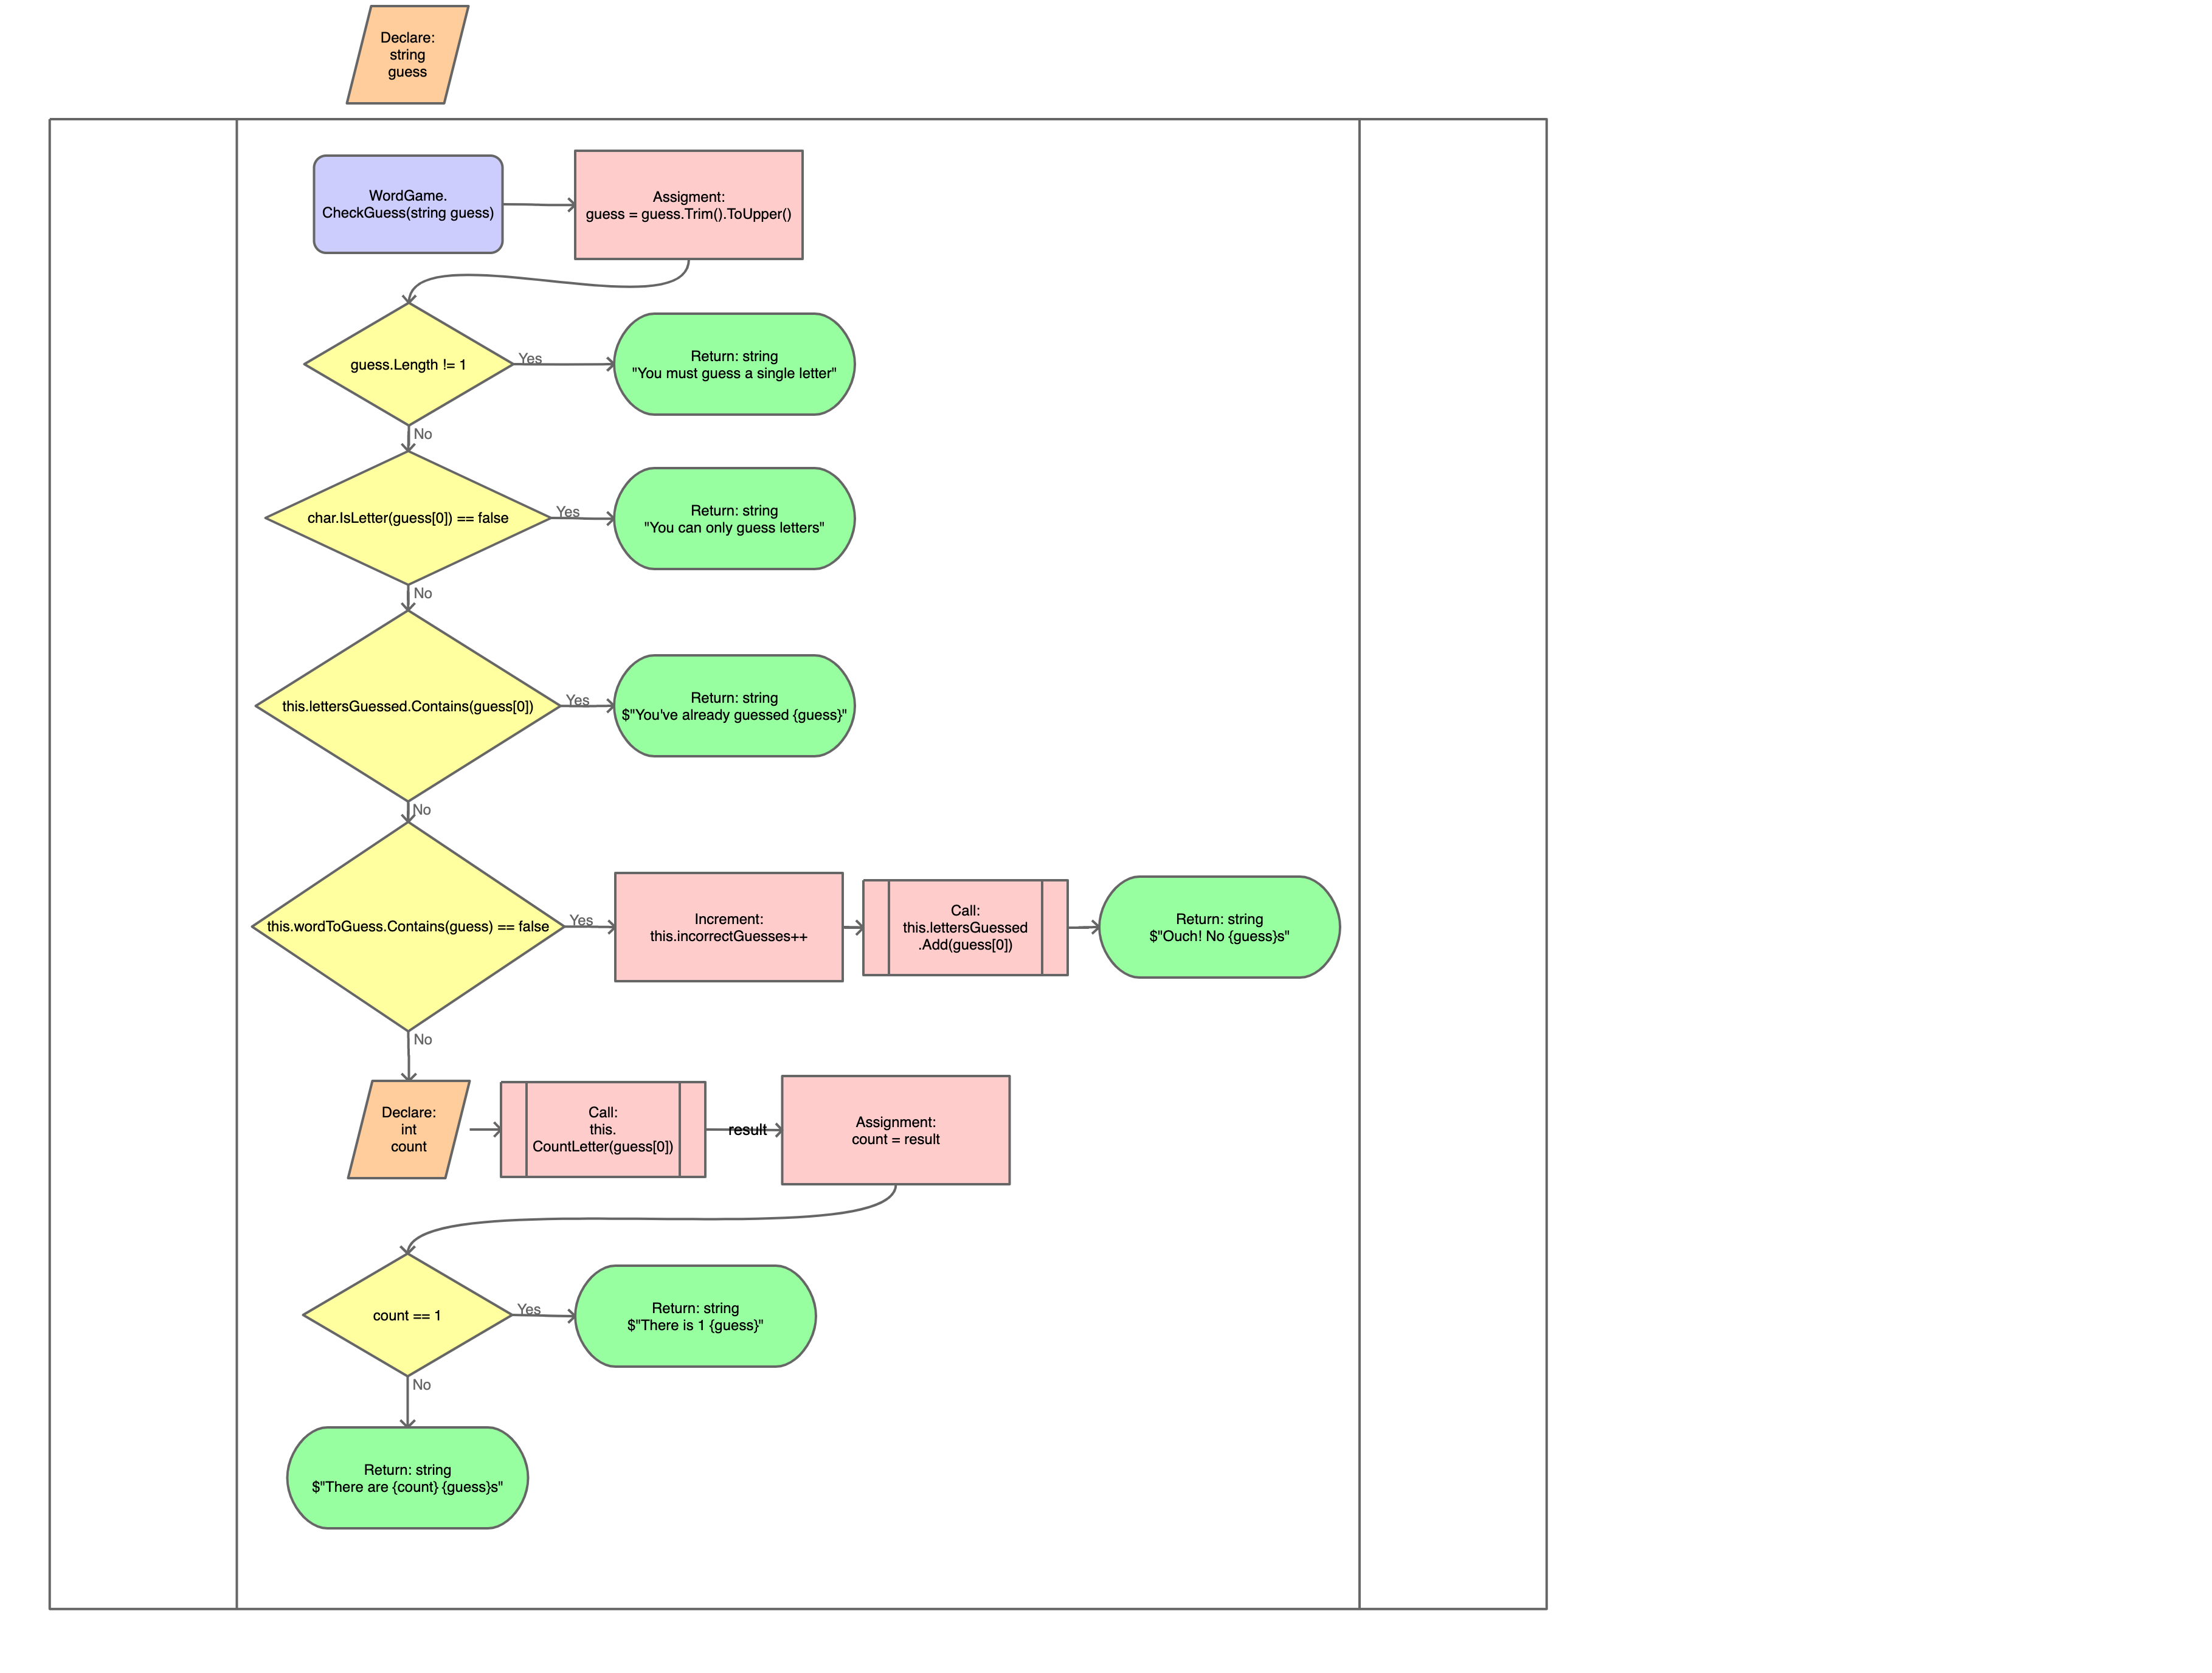 Declare:
string
guess
WordGame.
CheckGuess(string guess)
Assigment:
guess = guess.Trim().ToUpper()
guess.Length != 1
Yes
Return: string
"You must guess a single letter"
No
char.IsLetter(guess[0]) == false
Yes
Return: string
"You can only guess letters"
No
this.lettersGuessed.Contains(guess[0])
Yes
Return: string
$"You've already guessed {guess}"
No
this.wordToGuess.Contains(guess) == false
Yes
Increment:
this.incorrectGuesses++
Call:
this.lettersGuessed
.Add(guess[0])
Return: string
$"Ouch! No {guess}s"
No
Declare:
int
count
Call:
this.
CountLetter(guess[0])
result
Assignment:
count = result
count == 1
Yes
Return: string
$"There is 1 {guess}"
No
Return: string
$"There are {count} {guess}s"